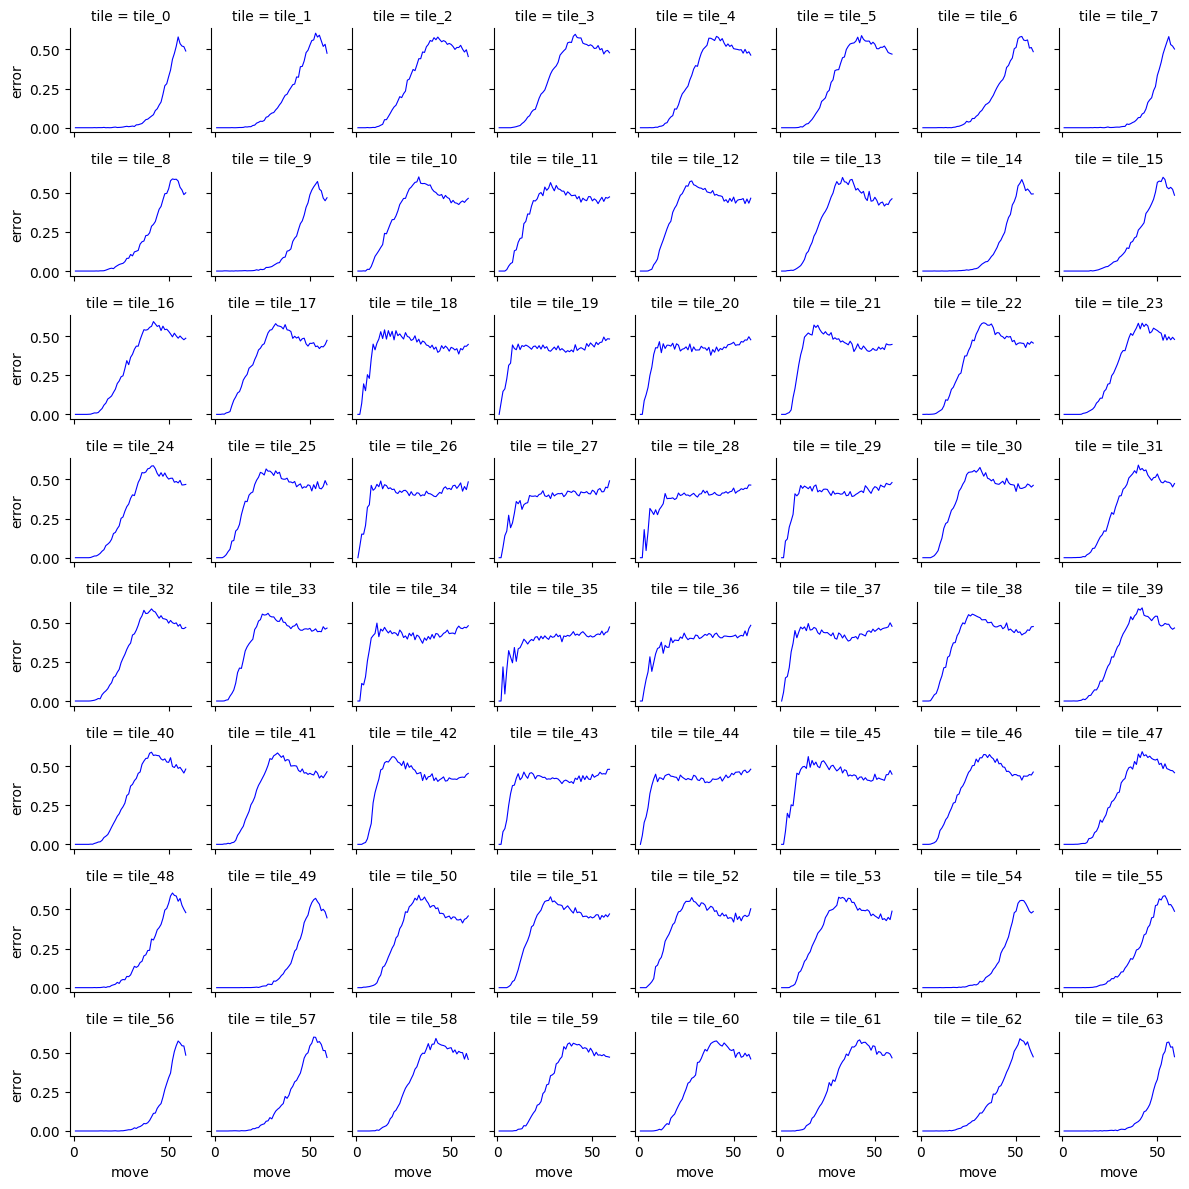 tile = tile_0 tile = tile_1 tile = tile_2 tile = tile_3 tile = tile_4 tile = tile_5 tile = tile_6 tile = tile_7
0.50
0.25
0.00
error
tile = tile_8 tile = tile_9 tile = tile_10 tile = tile_11 tile = tile_12 tile = tile_13 tile = tile_14 tile = tile_15
0.50
0.25
0.00
error
tile = tile_16 tile = tile_17 tile = tile_18 tile = tile_19 tile = tile_20 tile = tile_21 tile = tile_22 tile = tile_23
0.50
0.25
0.00
error
tile = tile_24 tile = tile_25 tile = tile_26 tile = tile_27 tile = tile_28 tile = tile_29 tile = tile_30 tile = tile_31
0.50
0.25
0.00
error
tile = tile_32 tile = tile_33 tile = tile_34 tile = tile_35 tile = tile_36 tile = tile_37 tile = tile_38 tile = tile_39
0.50
0.25
0.00
error
tile = tile_40 tile = tile_41 tile = tile_42 tile = tile_43 tile = tile_44 tile = tile_45 tile = tile_46 tile = tile_47
0.50
0.25
0.00
error
tile = tile_48 tile = tile_49 tile = tile_50 tile = tile_51 tile = tile_52 tile = tile_53 tile = tile_54 tile = tile_55
0.50
0.25
0.00
error
tile = tile_56 tile = tile_57 tile = tile_58 tile = tile_59 tile = tile_60 tile = tile_61 tile = tile_62 tile = tile_63
0.50
0.25
0.00
error
0 50 0 50 0 50 0 50 0 50 0 50 0 50 0 50
move move move move move move move move